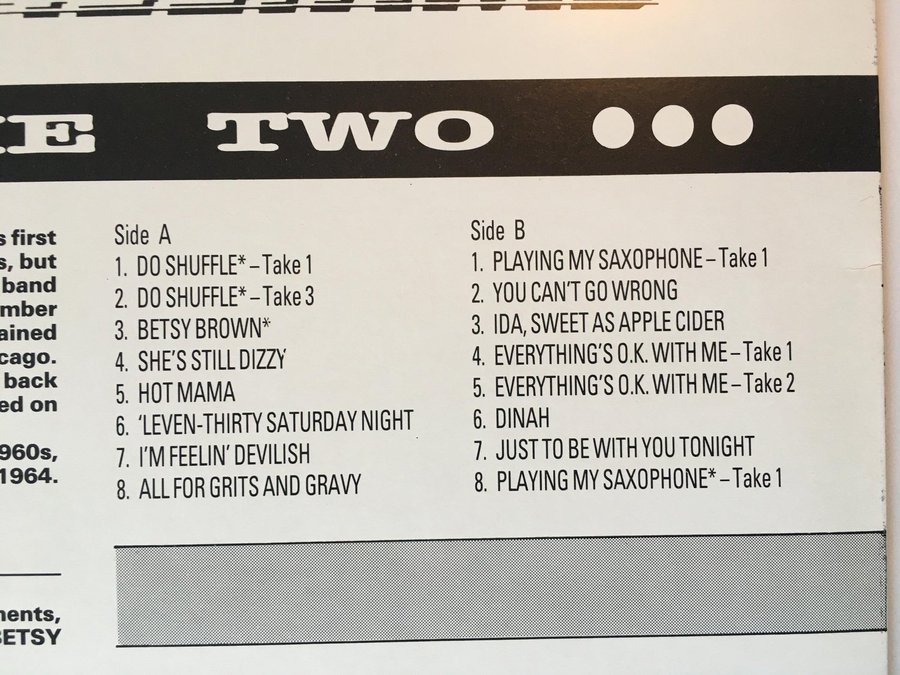 TWO
s first
s, but
band
mber
ained
cago.
back
ed on
960s,
1964.
ments,
BETSY
Side A
1. DO SHUFFLE* – Take 1
2. DO SHUFFLE* – Take 3
3. BETSY BROWN*
4. SHE'S STILL DIZZY
5. HOT MAMA
6. 'LEVEN-THIRTY SATURDAY NIGHT
7. I'M FEELIN' DEVILISH
8. ALL FOR GRITS AND GRAVY
Side B
1. PLAYING MY SAXOPHONE – Take 1
2. YOU CAN'T GO WRONG
3. IDA, SWEET AS APPLE CIDER
4. EVERYTHING'S O.K. WITH ME – Take 1
5. EVERYTHING'S O.K. WITH ME – Take 2
6. DINAH
7. JUST TO BE WITH YOU TONIGHT
8. PLAYING MY SAXOPHONE* – Take 1